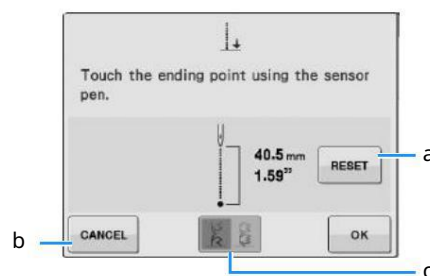 Touch the ending point using the sensor
pen.
40.5 mm
1.59"
RESET
a
b
CANCEL
OK
c